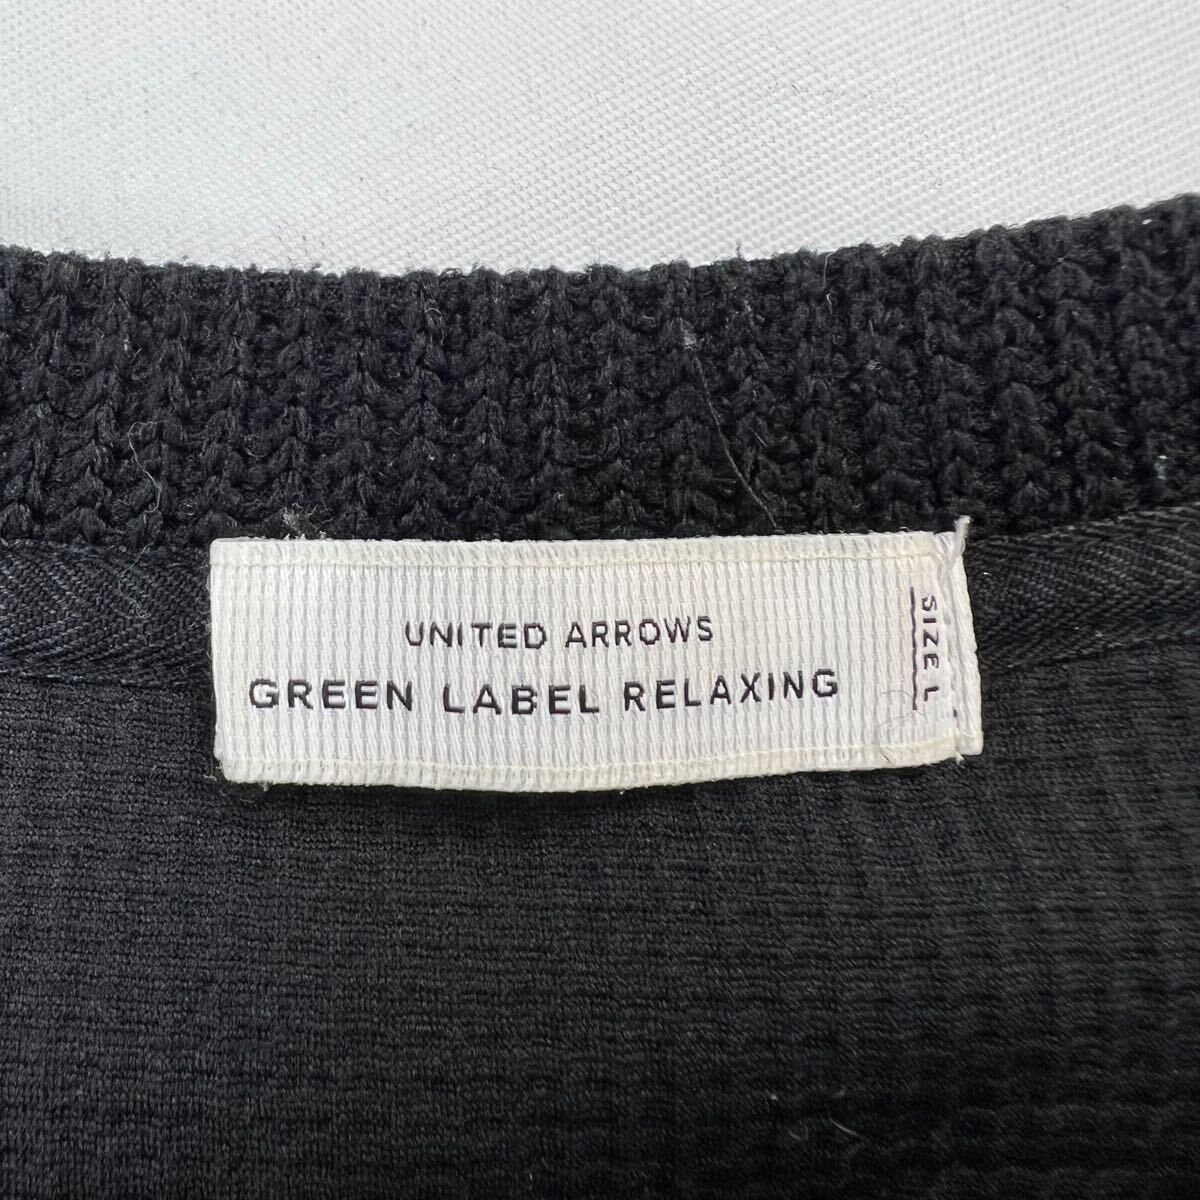 UNITED ARROWS
GREEN LABEL RELAXING
SIZE L